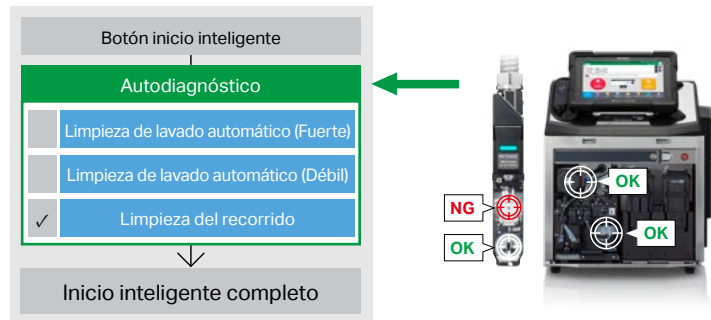 Botón inicio inteligente
Autodiagnóstico
Limpieza de lavado automático (Fuerte)
Limpieza de lavado automático (Débil)
✓ Limpieza del recorrido
Inicio inteligente completo
NG
OK
OK
OK